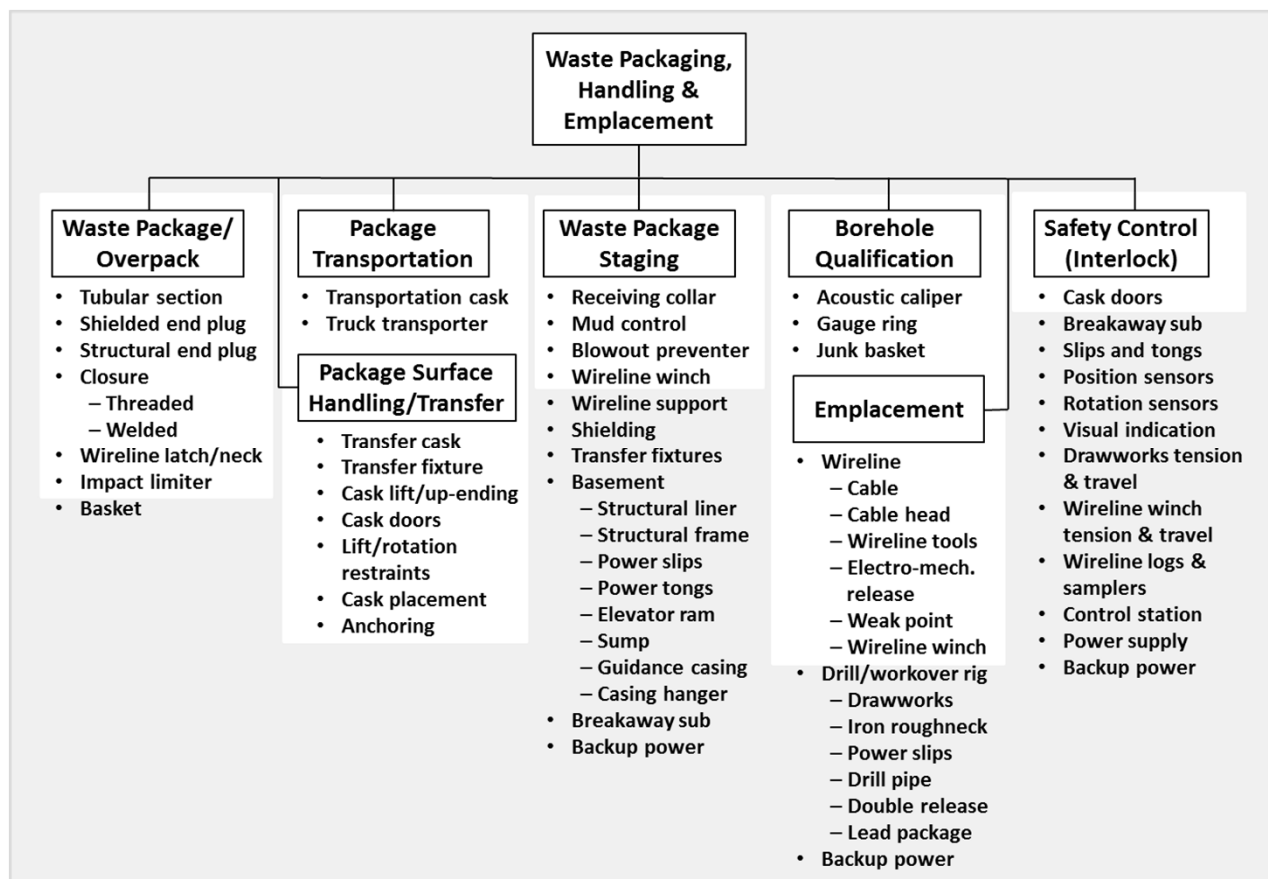 Waste Packaging,
Handling &
Emplacement
Waste Package/
Overpack
• Tubular section
• Shielded end plug
• Structural end plug
• Closure
– Threaded
– Welded
• Wireline latch/neck
• Impact limiter
• Basket
Package
Transportation
• Transportation cask
• Truck transporter
Package Surface
Handling/Transfer
• Transfer cask
• Transfer fixture
• Cask lift/up-ending
• Cask doors
• Lift/rotation
restraints
• Cask placement
• Anchoring
Waste Package
Staging
• Receiving collar
• Mud control
• Blowout preventer
• Wireline winch
• Wireline support
• Shielding
• Transfer fixtures
• Basement
– Structural liner
– Structural frame
– Power slips
– Power tongs
– Elevator ram
– Sump
– Guidance casing
– Casing hanger
• Breakaway sub
• Backup power
Borehole
Qualification
• Acoustic caliper
• Gauge ring
• Junk basket
Emplacement
• Wireline
– Cable
– Cable head
– Wireline tools
– Electro-mech.
release
– Weak point
– Wireline winch
• Drill/workover rig
– Drawworks
– Iron roughneck
– Power slips
– Drill pipe
– Double release
– Lead package
• Backup power
Safety Control
(Interlock)
• Cask doors
• Breakaway sub
• Slips and tongs
• Position sensors
• Rotation sensors
• Visual indication
• Drawworks tension
& travel
• Wireline winch
tension & travel
• Wireline logs &
samplers
• Control station
• Power supply
• Backup power